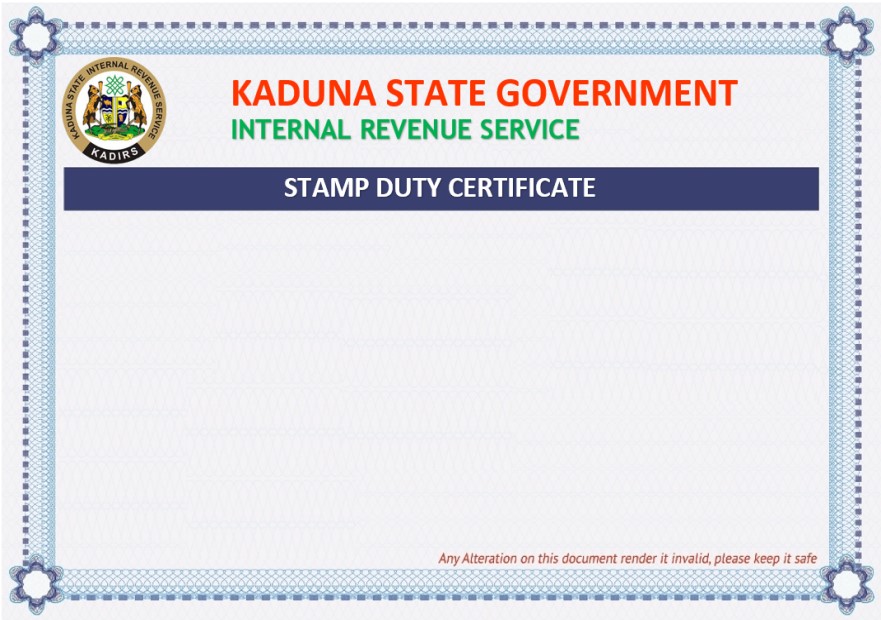 KADUNA STATE INTERNAL REVENUE SERVICE
KADIRS
KADUNA STATE GOVERNMENT
INTERNAL REVENUE SERVICE
STAMP DUTY CERTIFICATE
Any Alteration on this document render it invalid, please keep it safe